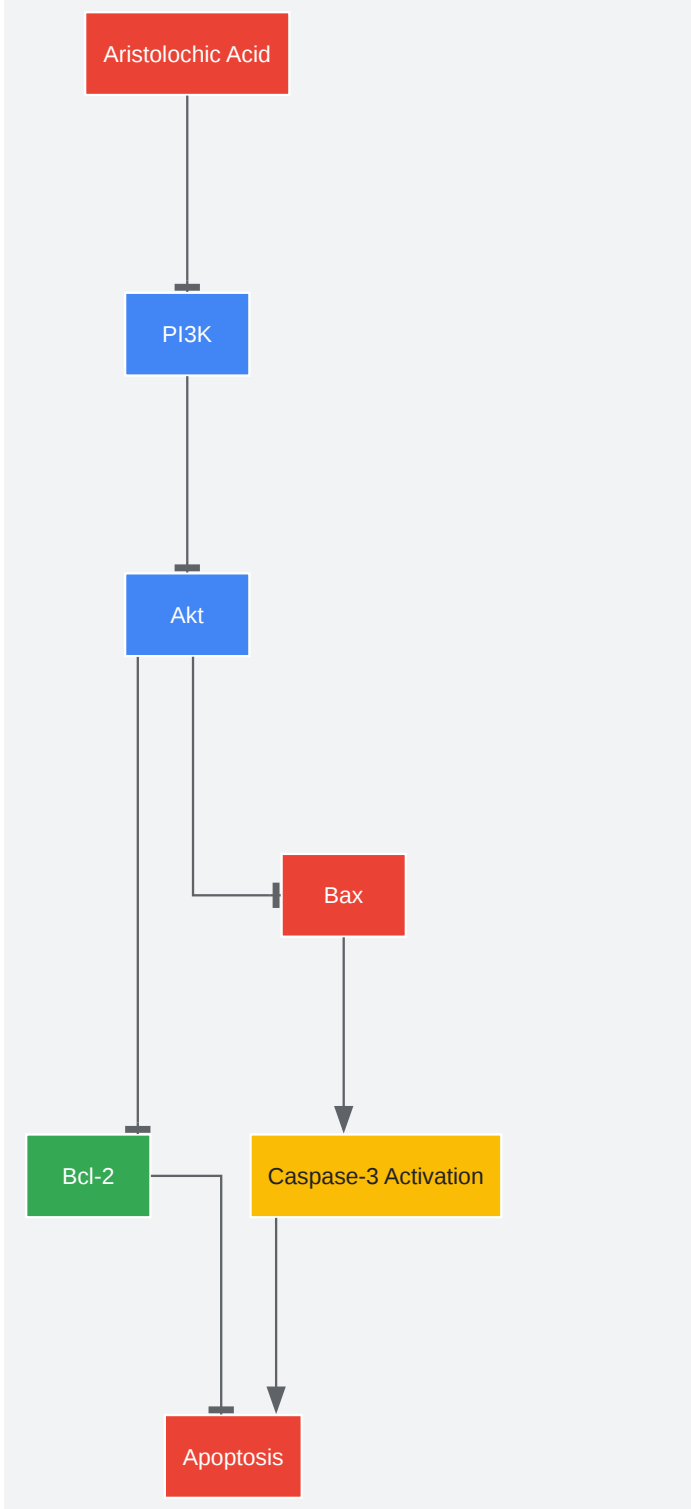 Aristolochic Acid
PI3K
Akt
Bax
Bcl-2
Caspase-3 Activation
Apoptosis